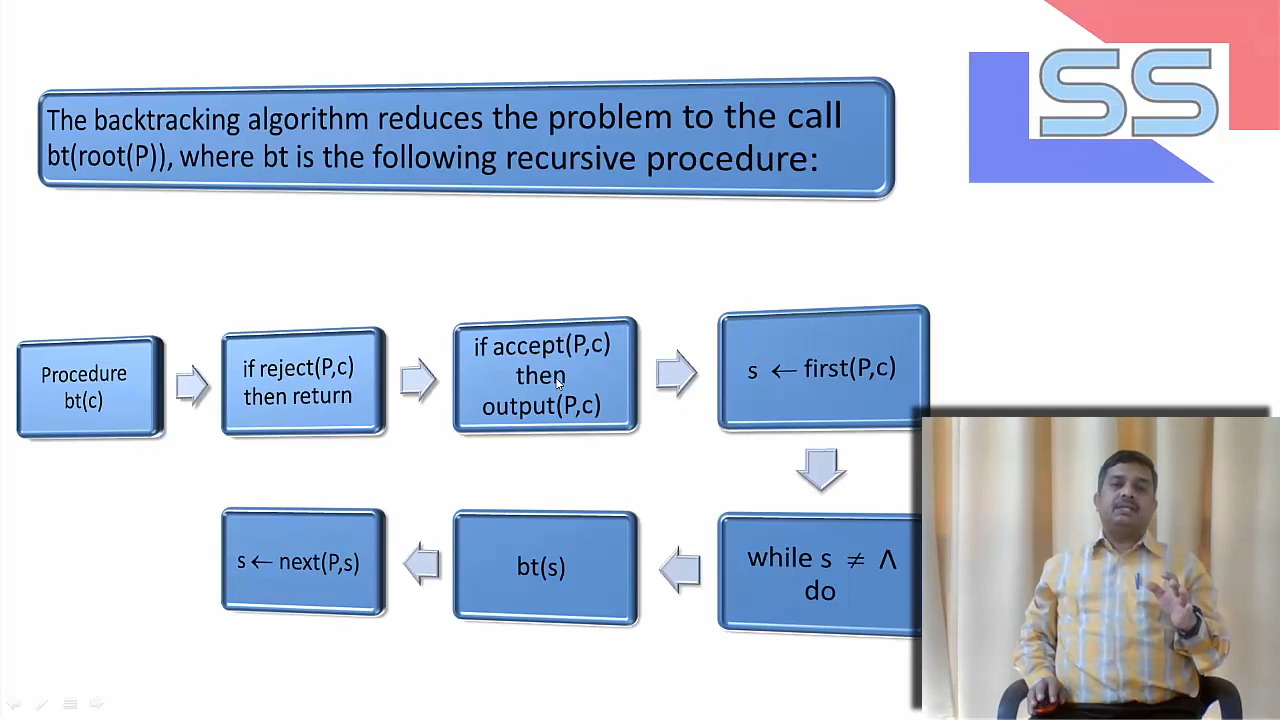 SS
The backtracking algorithm reduces the problem to the call
bt(root(P)), where bt is the following recursive procedure:
Procedure
bt(c)
if reject(P,c)
then return
if accept(P,c)
then
output(P,c)
s ← first(P,c)
while s ≠ Λ
do
bt(s)
s ← next(P,s)